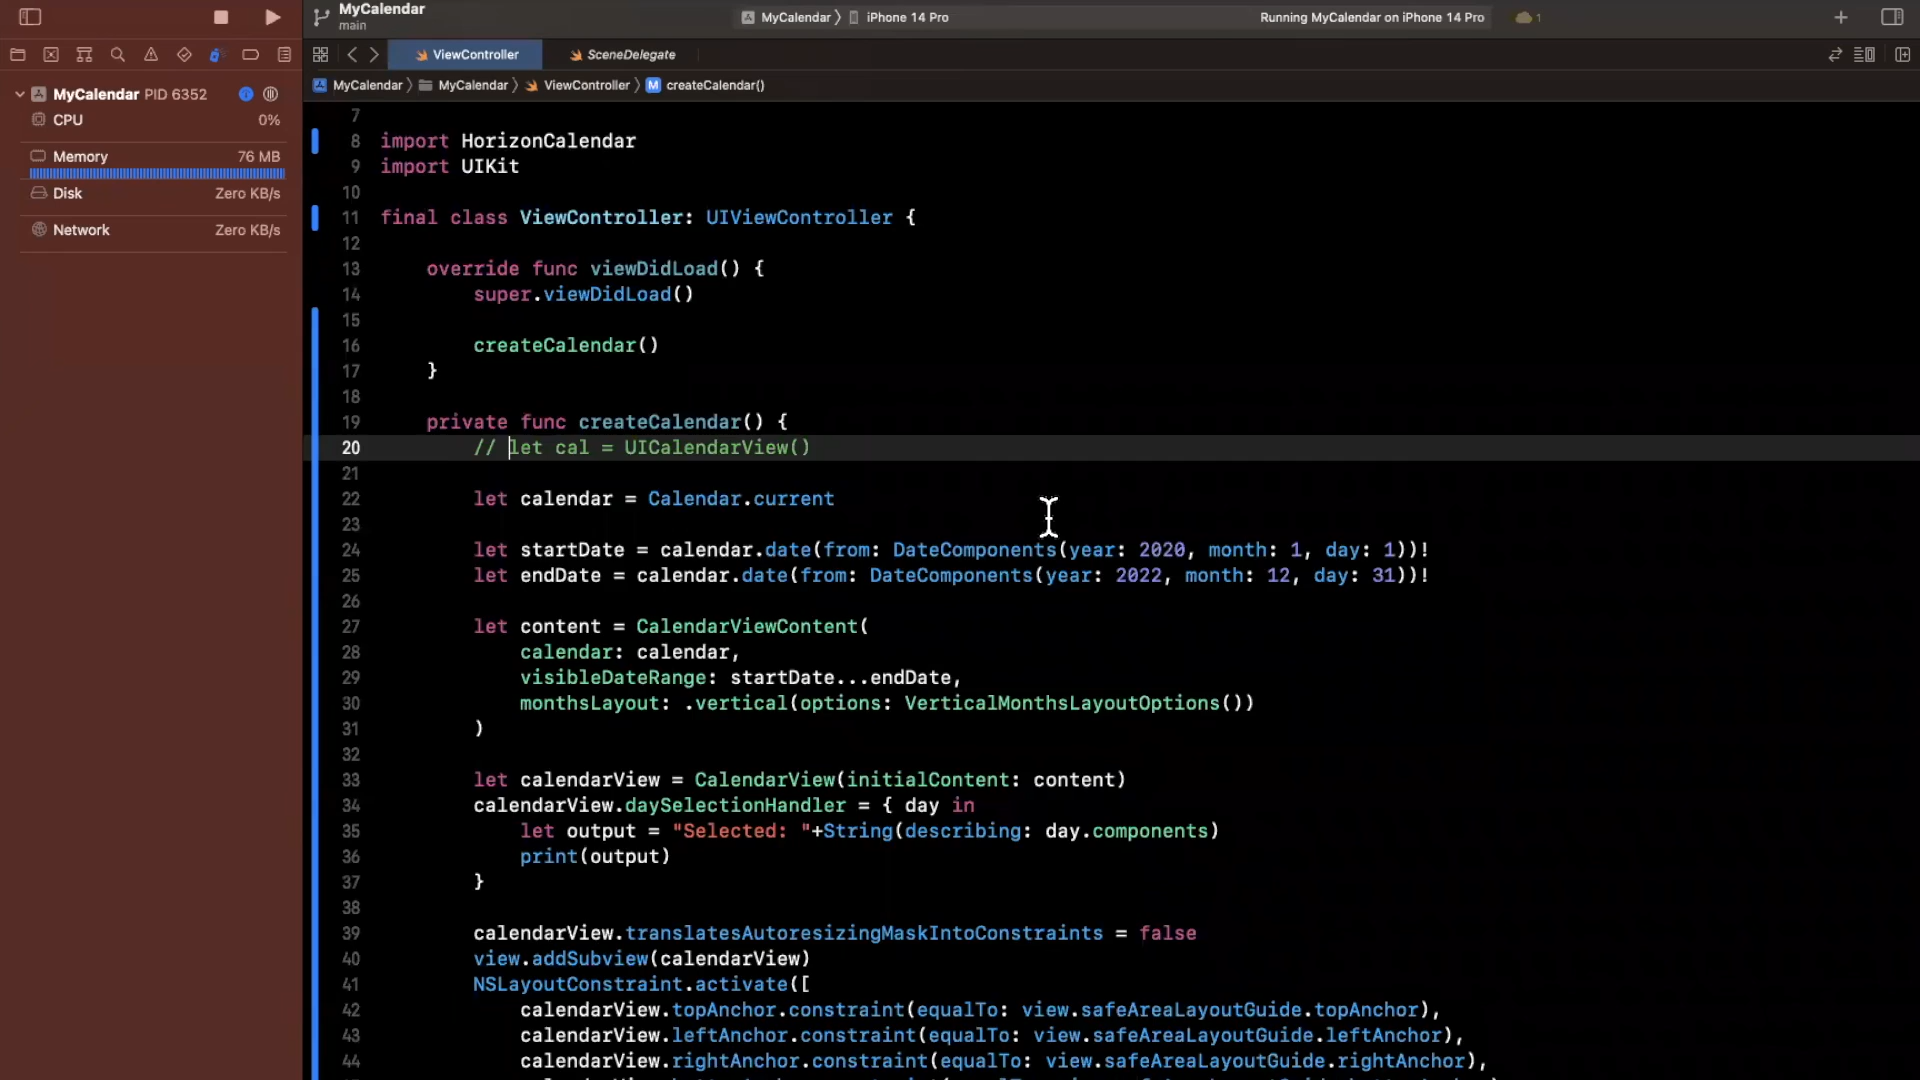 MyCalendar
main
MyCalendar
iPhone 14 Pro
Running MyCalendar on iPhone 14 Pro
1
ViewController
SceneDelegate
MyCalendar
MyCalendar
ViewController
M
createCalendar()
MyCalendar PID 6352
CPU 0%
Memory 76 MB
Disk Zero KB/s
Network Zero KB/s
7
8 import HorizonCalendar
9 import UIKit
10
11 final class ViewController: UIViewController {
12
13 override func viewDidLoad() {
14 super.viewDidLoad()
15
16 createCalendar()
17 }
18
19 private func createCalendar() {
20 // let cal = UICalendarView()
21
22 let calendar = Calendar.current
23
24 let startDate = calendar.date(from: DateComponents(year: 2020, month: 1, day: 1))!
25 let endDate = calendar.date(from: DateComponents(year: 2022, month: 12, day: 31))!
26
27 let content = CalendarViewContent(
28 calendar: calendar,
29 visibleDateRange: startDate...endDate,
30 monthsLayout: .vertical(options: VerticalMonthsLayoutOptions())
31 )
32
33 let calendarView = CalendarView(initialContent: content)
34 calendarView.daySelectionHandler = { day in
35 let output = "Selected: "+String(describing: day.components)
36 print(output)
37 }
38
39 calendarView.translatesAutoresizingMaskIntoConstraints = false
40 view.addSubview(calendarView)
41 NSLayoutConstraint.activate([
42 calendarView.topAnchor.constraint(equalTo: view.safeAreaLayoutGuide.topAnchor),
43 calendarView.leftAnchor.constraint(equalTo: view.safeAreaLayoutGuide.leftAnchor),
44 calendarView.rightAnchor.constraint(equalTo: view.safeAreaLayoutGuide.rightAnchor),